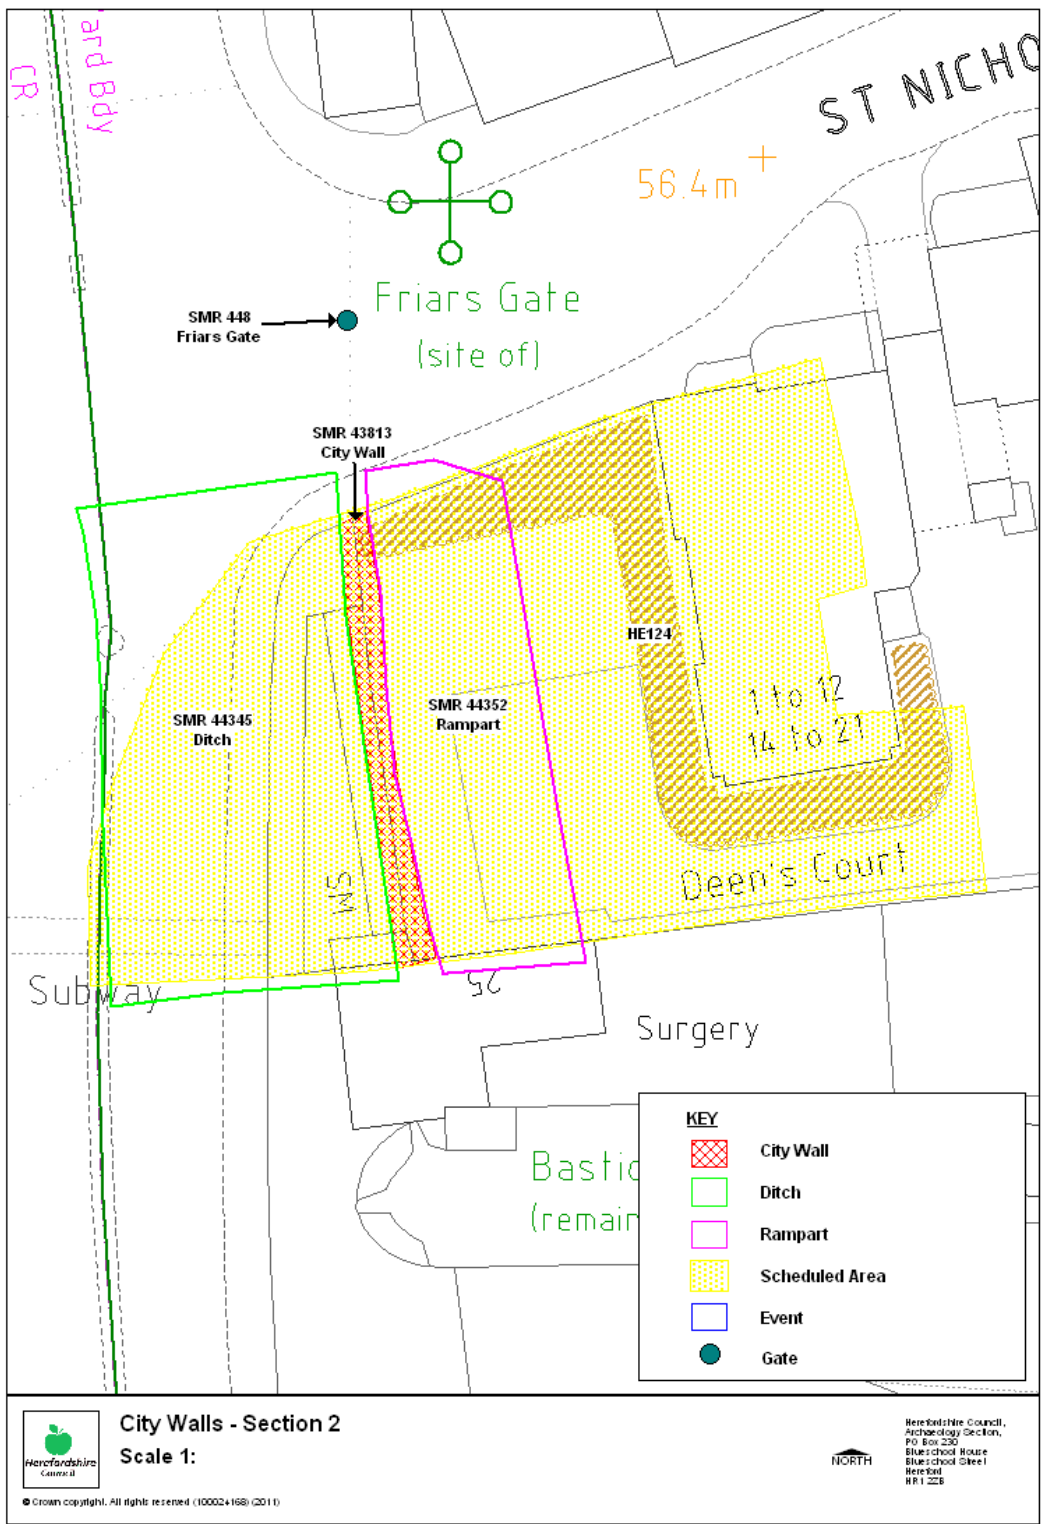 ard Bdy
CR
ST NICHO
56.4m
Friars Gate
(site of)
SMR 448
Friars Gate
SMR 43813
City Wall
HE124
SMR 44345
Ditch
SMR 44352
Rampart
1 to 12
14 to 21
SM
Deen's Court
Subway
25
Surgery
Bastio
(remain
KEY
City Wall
Ditch
Rampart
Scheduled Area
Event
Gate
City Walls - Section 2
Scale 1:
Herefordshire
Council
NORTH
Herefordshire Council,
Archaeology Section,
PO Box 230
Blueschool House
Blueschool Street
Hereford
HR1 2ZB
© Crown copyright. All rights reserved (100024168) (2011)